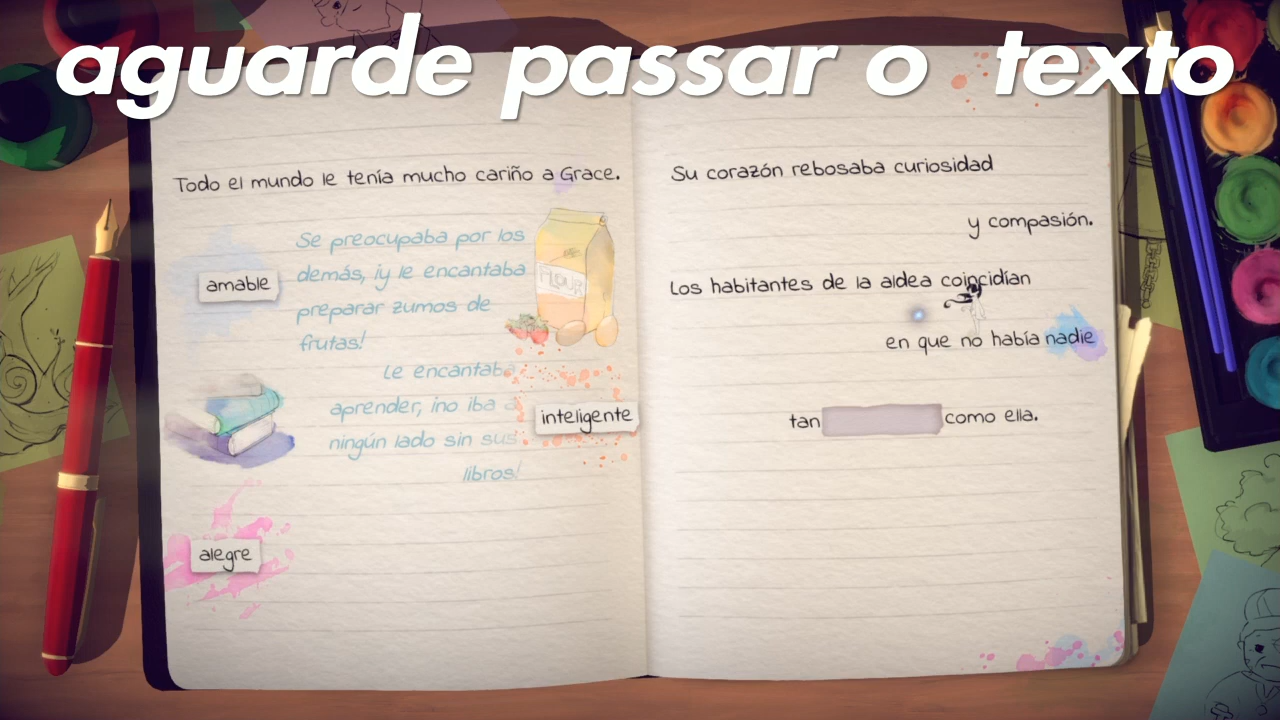 aguarde passar o texto
Todo el mundo le tenía mucho cariño a Grace.
amable
Se preocupaba por los
demás, ¡y le encantaba
preparar zumos de
frutas!
FLOUR
Le encantaba
aprender, ¡no iba a
ningún lado sin sus
libros!
inteligente
alegre
Su corazón rebosaba curiosidad
y compasión.
Los habitantes de la aldea coincidían
en que no había nadie
tan
como ella.